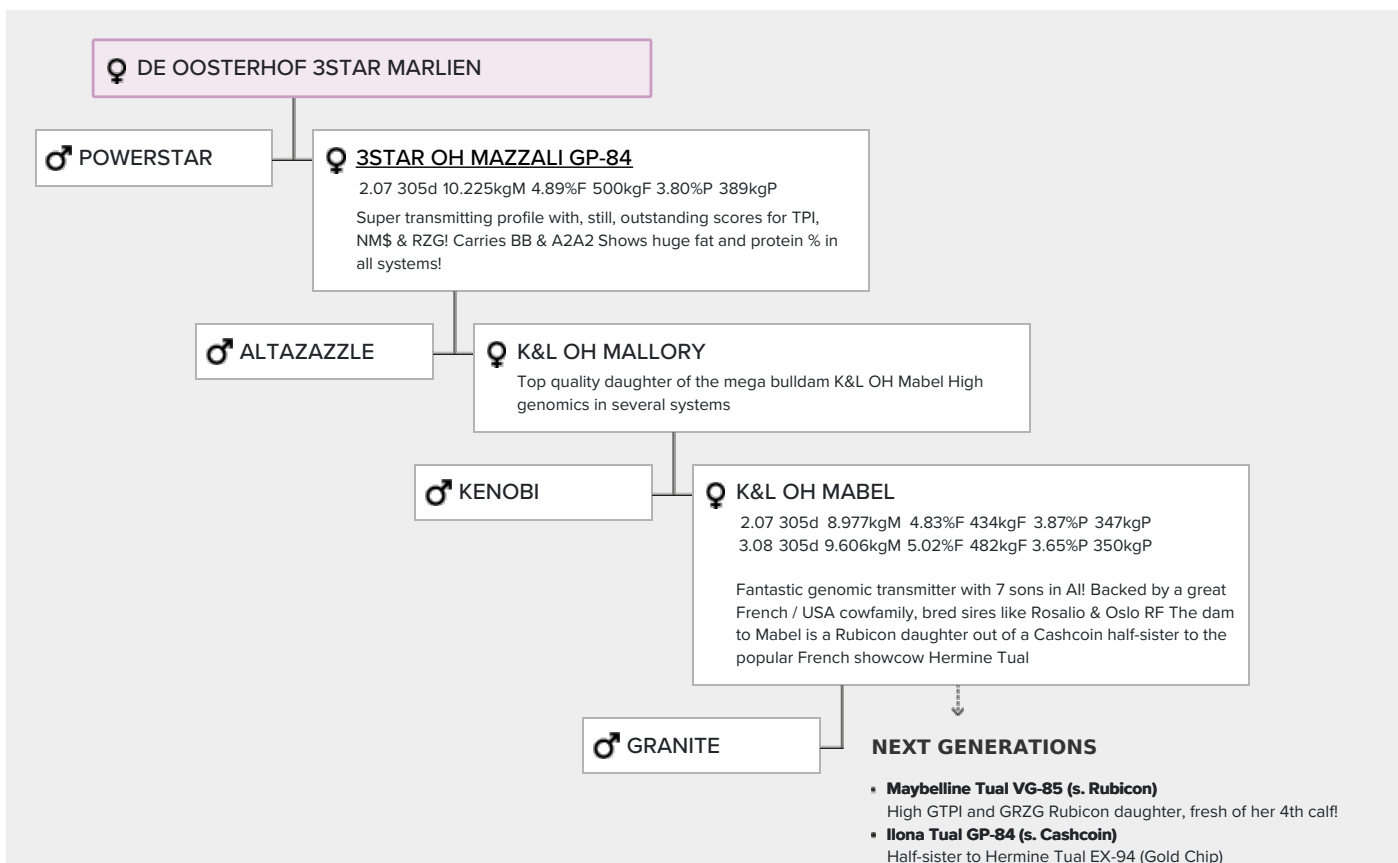 DE OOSTERHOF 3STAR MARLIEN
POWERSTAR
3STAR OH MAZZALI GP-84
2.07 305d 10.225kgM 4.89%F 500kgF 3.80%P 389kgP
Super transmitting profile with, still, outstanding scores for TPI,
NM$ & RZG! Carries BB & A2A2 Shows huge fat and protein % in
all systems!
ALTAZAZZLE
K&L OH MALLORY
Top quality daughter of the mega bulldam K&L OH Mabel High
genomics in several systems
KENOBI
K&L OH MABEL
2.07 305d 8.977kgM 4.83%F 434kgF 3.87%P 347kgP
3.08 305d 9.606kgM 5.02%F 482kgF 3.65%P 350kgP
Fantastic genomic transmitter with 7 sons in AI! Backed by a great
French / USA cowfamily, bred sires like Rosalio & Oslo RF The dam
to Mabel is a Rubicon daughter out of a Cashcoin half-sister to the
popular French showcow Hermine Tual
GRANITE
NEXT GENERATIONS
Maybelline Tual VG-85 (s. Rubicon)
High GTPI and GRZG Rubicon daughter, fresh of her 4th calf!
Ilona Tual GP-84 (s. Cashcoin)
Half-sister to Hermine Tual EX-94 (Gold Chip)